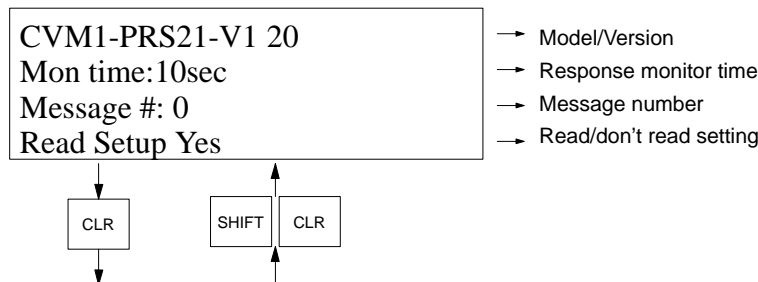 CVM1-PRS21-V1 20
Mon time:10sec
Message #: 0
Read Setup Yes
Model/Version
Response monitor time
Message number
Read/don't read setting
CLR
SHIFT
CLR